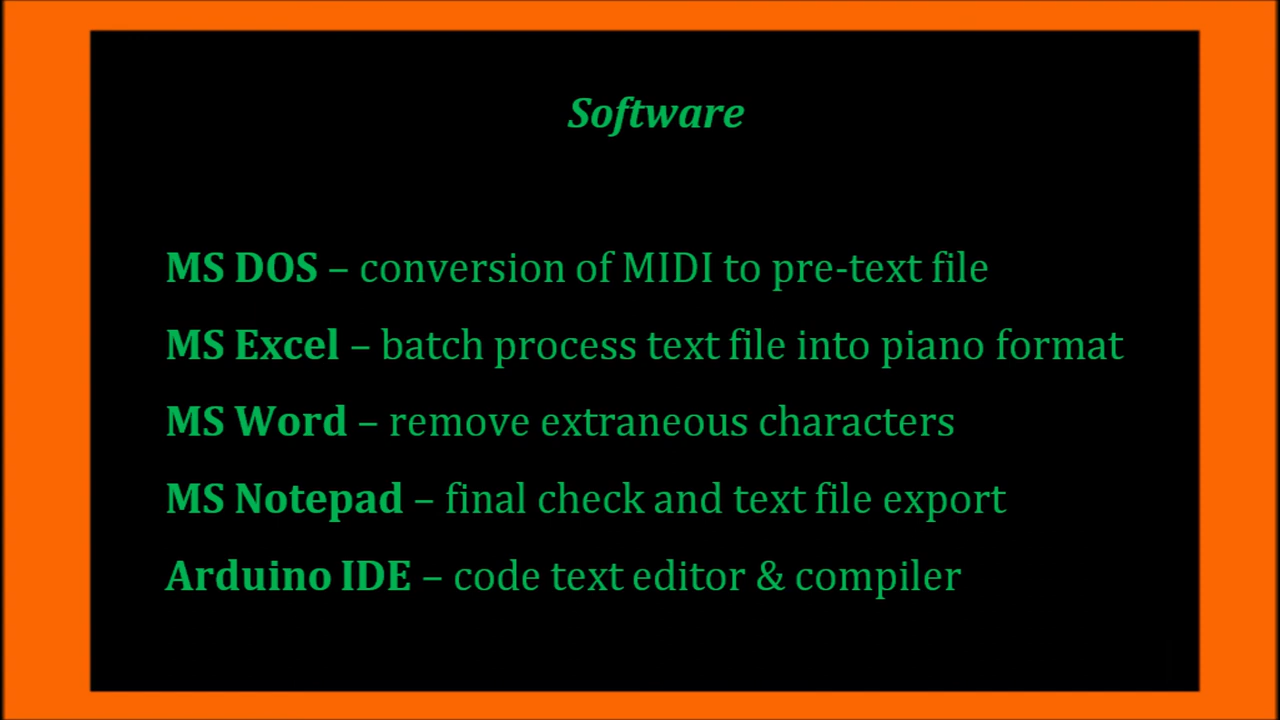 Software
MS DOS – conversion of MIDI to pre-text file
MS Excel – batch process text file into piano format
MS Word – remove extraneous characters
MS Notepad – final check and text file export
Arduino IDE – code text editor & compiler